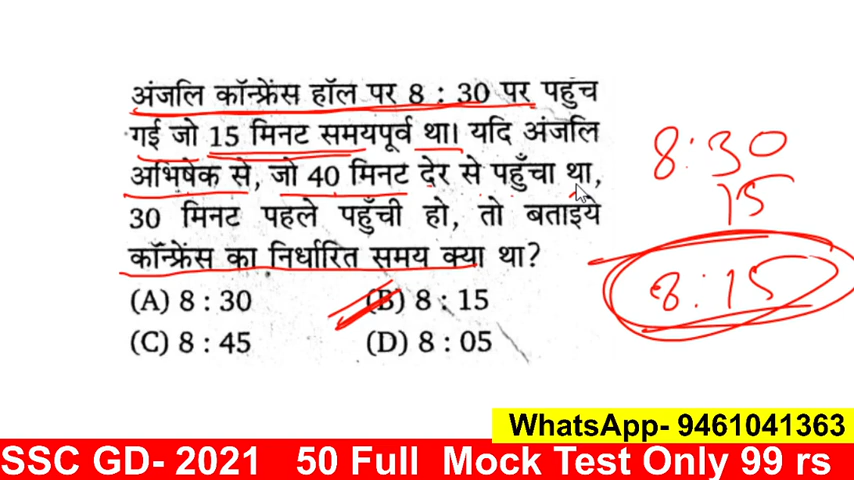 अंजलि कॉन्फ्रेंस हॉल पर 8 : 30 पर पहुंच
गई जो 15 मिनट समयपूर्व था। यदि अंजलि
अभिषेक से, जो 40 मिनट देर से पहुँचा था,
30 मिनट पहले पहुँची हो, तो बताइये
कॉन्फ्रेंस का निर्धारित समय क्या था?
(A) 8 : 30 (B) 8 : 15
(C) 8 : 45 (D) 8 : 05
8:30
15
8:15
WhatsApp- 9461041363
SSC GD- 2021 50 Full Mock Test Only 99 rs